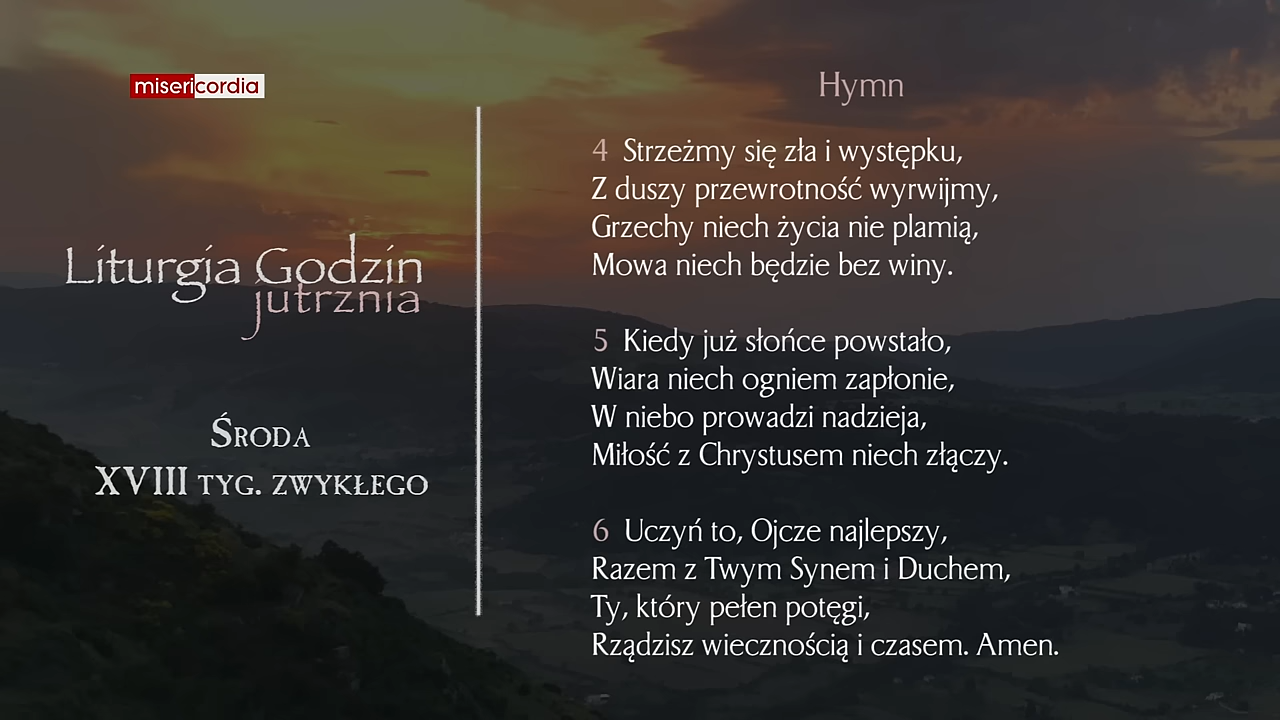 misericordia
Liturgia Godzin
jutrznia
Środa
XVIII tyg. zwykłego
Hymn
4 Strzeżmy się zła i występku,
Z duszy przewrotność wyrwijmy,
Grzechy niech życia nie plamią,
Mowa niech będzie bez winy.
5 Kiedy już słońce powstało,
Wiara niech ogniem zapłonie,
W niebo prowadzi nadzieja,
Miłość z Chrystusem niech złączy.
6 Uczyń to, Ojcze najlepszy,
Razem z Twym Synem i Duchem,
Ty, który pełen potęgi,
Rządzisz wiecznością i czasem. Amen.